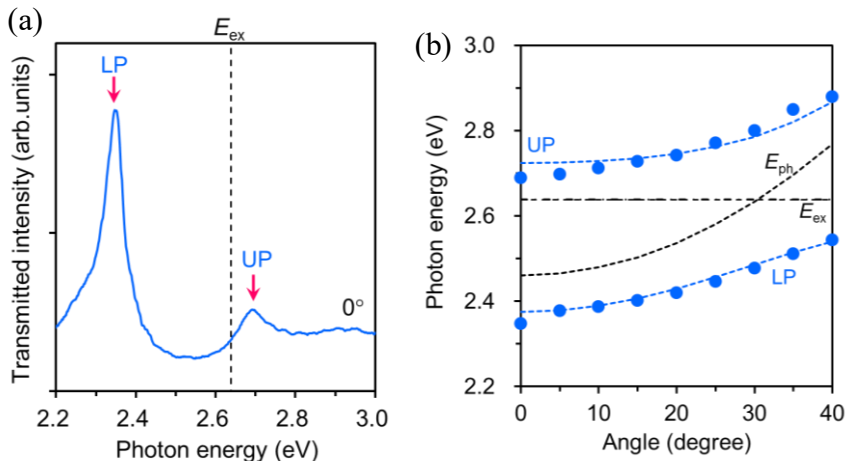 (a)
E_ex
LP
UP
0°
Transmitted intensity (arb.units)
2.2 2.4 2.6 2.8 3.0
Photon energy (eV)
(b)
3.0
2.8
2.6
2.4
2.2
Photon energy (eV)
UP
E_ph
E_ex
LP
0 10 20 30 40
Angle (degree)